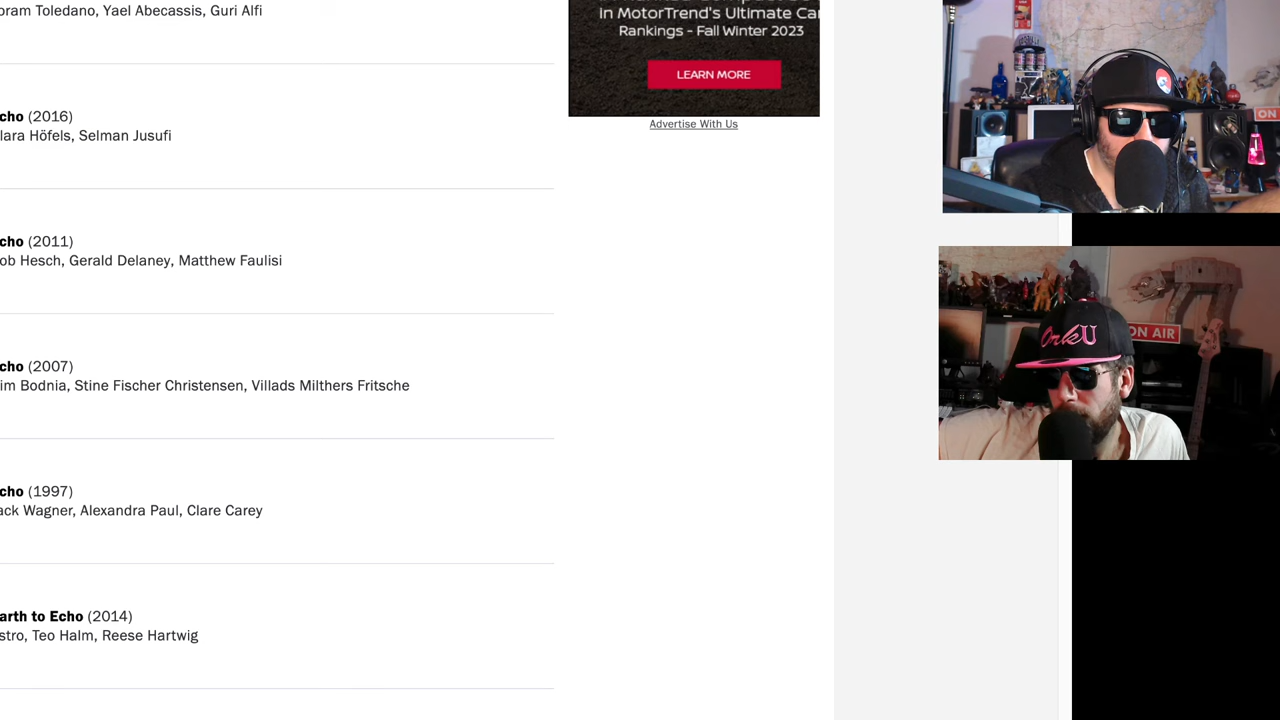 oram Toledano, Yael Abecassis, Guri Alfi
in MotorTrend's Ultimate Car
Rankings - Fall Winter 2023
LEARN MORE
Advertise With Us
cho (2016)
lara Höfels, Selman Jusufi
cho (2011)
ob Hesch, Gerald Delaney, Matthew Faulisi
cho (2007)
im Bodnia, Stine Fischer Christensen, Villads Milthers Fritsche
cho (1997)
ack Wagner, Alexandra Paul, Clare Carey
arth to Echo (2014)
stro, Teo Halm, Reese Hartwig
ON
OrkU
ON AIR